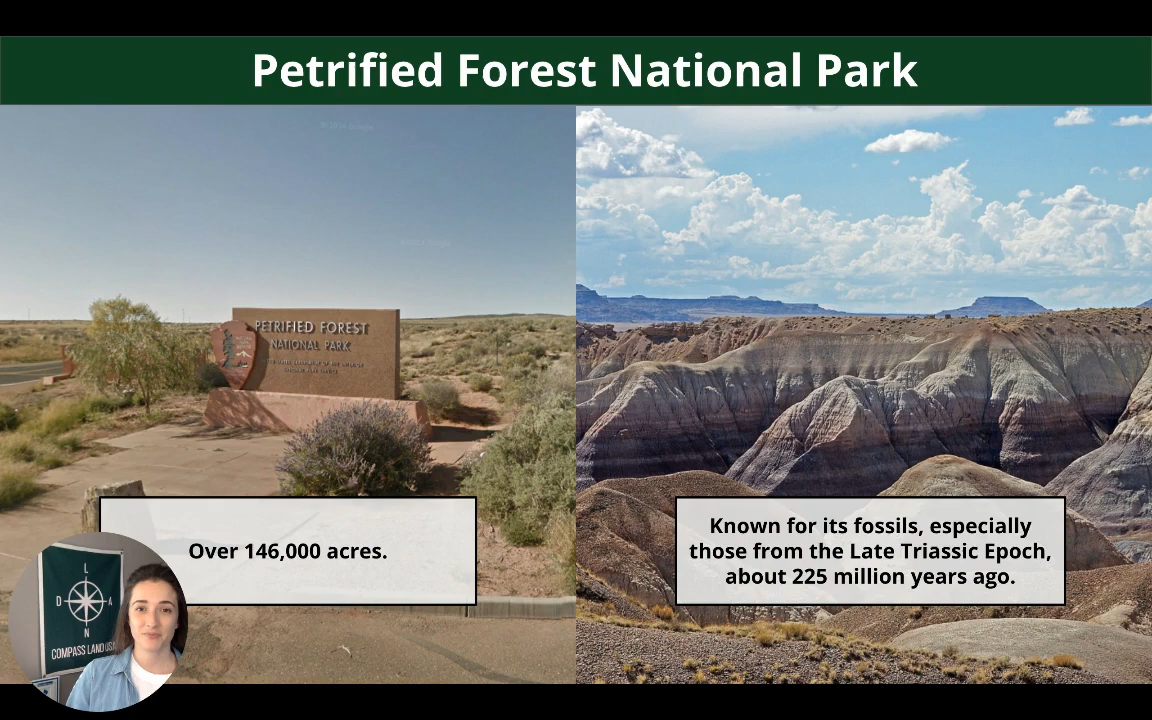 Petrified Forest National Park
PETRIFIED FOREST
NATIONAL PARK
Over 146,000 acres.
Known for its fossils, especially
those from the Late Triassic Epoch,
about 225 million years ago.
L
D A
N
COMPASS LAND USA